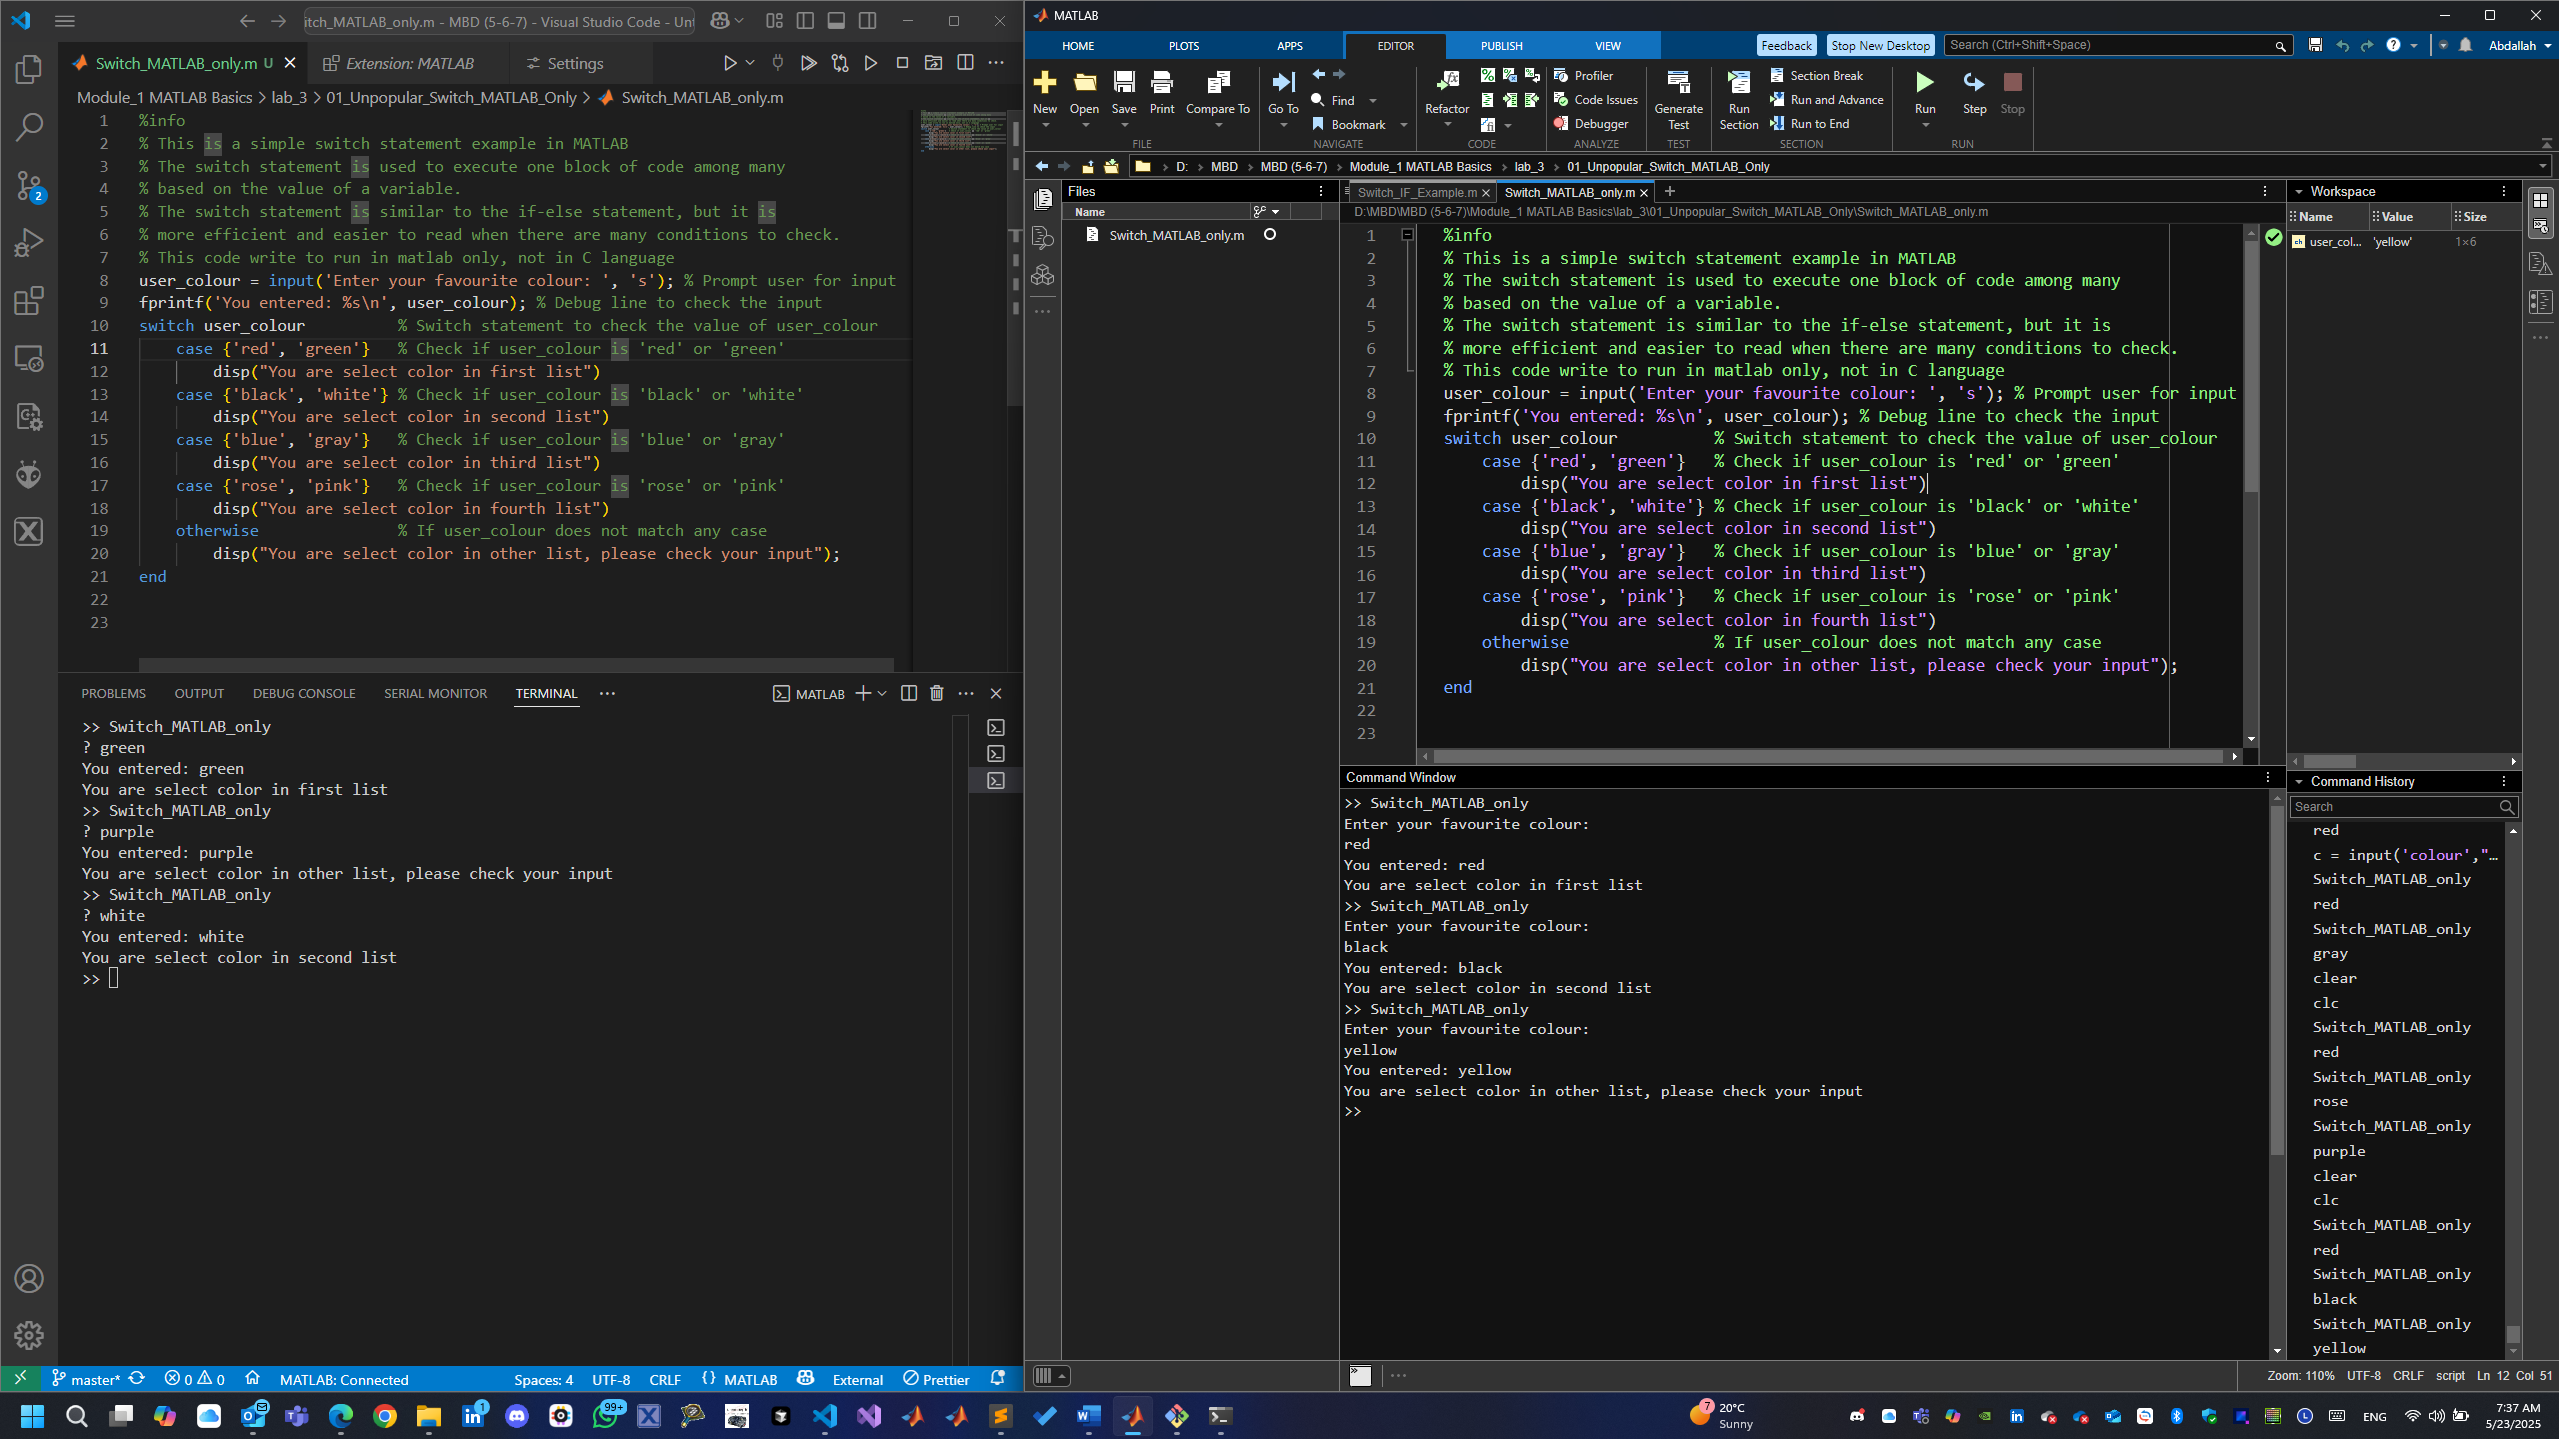 itch_MATLAB_only.m - MBD (5-6-7) - Visual Studio Code - Unt
Switch_MATLAB_only.m U
Extension: MATLAB
Settings
Module_1 MATLAB Basics > lab_3 > 01_Unpopular_Switch_MATLAB_Only > Switch_MATLAB_only.m
1 %info
2 % This is a simple switch statement example in MATLAB
3 % The switch statement is used to execute one block of code among many
4 % based on the value of a variable.
5 % The switch statement is similar to the if-else statement, but it is
6 % more efficient and easier to read when there are many conditions to check.
7 % This code write to run in matlab only, not in C language
8 user_colour = input('Enter your favourite colour: ', 's'); % Prompt user for input
9 fprintf('You entered: %s\n', user_colour); % Debug line to check the input
10 switch user_colour % Switch statement to check the value of user_colour
11 case {'red', 'green'} % Check if user_colour is 'red' or 'green'
12 disp("You are select color in first list")
13 case {'black', 'white'} % Check if user_colour is 'black' or 'white'
14 disp("You are select color in second list")
15 case {'blue', 'gray'} % Check if user_colour is 'blue' or 'gray'
16 disp("You are select color in third list")
17 case {'rose', 'pink'} % Check if user_colour is 'rose' or 'pink'
18 disp("You are select color in fourth list")
19 otherwise % If user_colour does not match any case
20 disp("You are select color in other list, please check your input");
21 end
22
23
2
PROBLEMS OUTPUT DEBUG CONSOLE SERIAL MONITOR TERMINAL
MATLAB
>> Switch_MATLAB_only
? green
You entered: green
You are select color in first list
>> Switch_MATLAB_only
? purple
You entered: purple
You are select color in other list, please check your input
>> Switch_MATLAB_only
? white
You entered: white
You are select color in second list
>>
master* 0 0 MATLAB: Connected Spaces: 4 UTF-8 CRLF {} MATLAB External Prettier
MATLAB
HOME PLOTS APPS EDITOR PUBLISH VIEW
Feedback
Stop New Desktop
Search (Ctrl+Shift+Space)
Abdallah
New Open Save Print Compare To
Go To
Find
Bookmark
Refactor
Profiler
Code Issues
Debugger
Generate Test
Run Section
Section Break
Run and Advance
Run to End
Run Step Stop
FILE NAVIGATE CODE ANALYZE TEST SECTION RUN
D: > MBD > MBD (5-6-7) > Module_1 MATLAB Basics > lab_3 > 01_Unpopular_Switch_MATLAB_Only
Files
Name
Switch_MATLAB_only.m
Switch_IF_Example.m
Switch_MATLAB_only.m
D:\MBD\MBD (5-6-7)\Module_1 MATLAB Basics\lab_3\01_Unpopular_Switch_MATLAB_Only\Switch_MATLAB_only.m
1 %info
2 % This is a simple switch statement example in MATLAB
3 % The switch statement is used to execute one block of code among many
4 % based on the value of a variable.
5 % The switch statement is similar to the if-else statement, but it is
6 % more efficient and easier to read when there are many conditions to check.
7 % This code write to run in matlab only, not in C language
8 user_colour = input('Enter your favourite colour: ', 's'); % Prompt user for input
9 fprintf('You entered: %s\n', user_colour); % Debug line to check the input
10 switch user_colour % Switch statement to check the value of user_colour
11 case {'red', 'green'} % Check if user_colour is 'red' or 'green'
12 disp("You are select color in first list")
13 case {'black', 'white'} % Check if user_colour is 'black' or 'white'
14 disp("You are select color in second list")
15 case {'blue', 'gray'} % Check if user_colour is 'blue' or 'gray'
16 disp("You are select color in third list")
17 case {'rose', 'pink'} % Check if user_colour is 'rose' or 'pink'
18 disp("You are select color in fourth list")
19 otherwise % If user_colour does not match any case
20 disp("You are select color in other list, please check your input");
21 end
22
23
Command Window
>> Switch_MATLAB_only
Enter your favourite colour:
red
You entered: red
You are select color in first list
>> Switch_MATLAB_only
Enter your favourite colour:
black
You entered: black
You are select color in second list
>> Switch_MATLAB_only
Enter your favourite colour:
yellow
You entered: yellow
You are select color in other list, please check your input
>>
Workspace
Name Value Size
user_col... 'yellow' 1×6
Command History
Search
red
c = input('colour',"...
Switch_MATLAB_only
red
Switch_MATLAB_only
gray
clear
clc
Switch_MATLAB_only
red
Switch_MATLAB_only
rose
Switch_MATLAB_only
purple
clear
clc
Switch_MATLAB_only
red
Switch_MATLAB_only
black
Switch_MATLAB_only
yellow
Zoom: 110% UTF-8 CRLF script Ln 12 Col 51
1
99+
7
20°C
Sunny
ENG
7:37 AM
5/23/2025